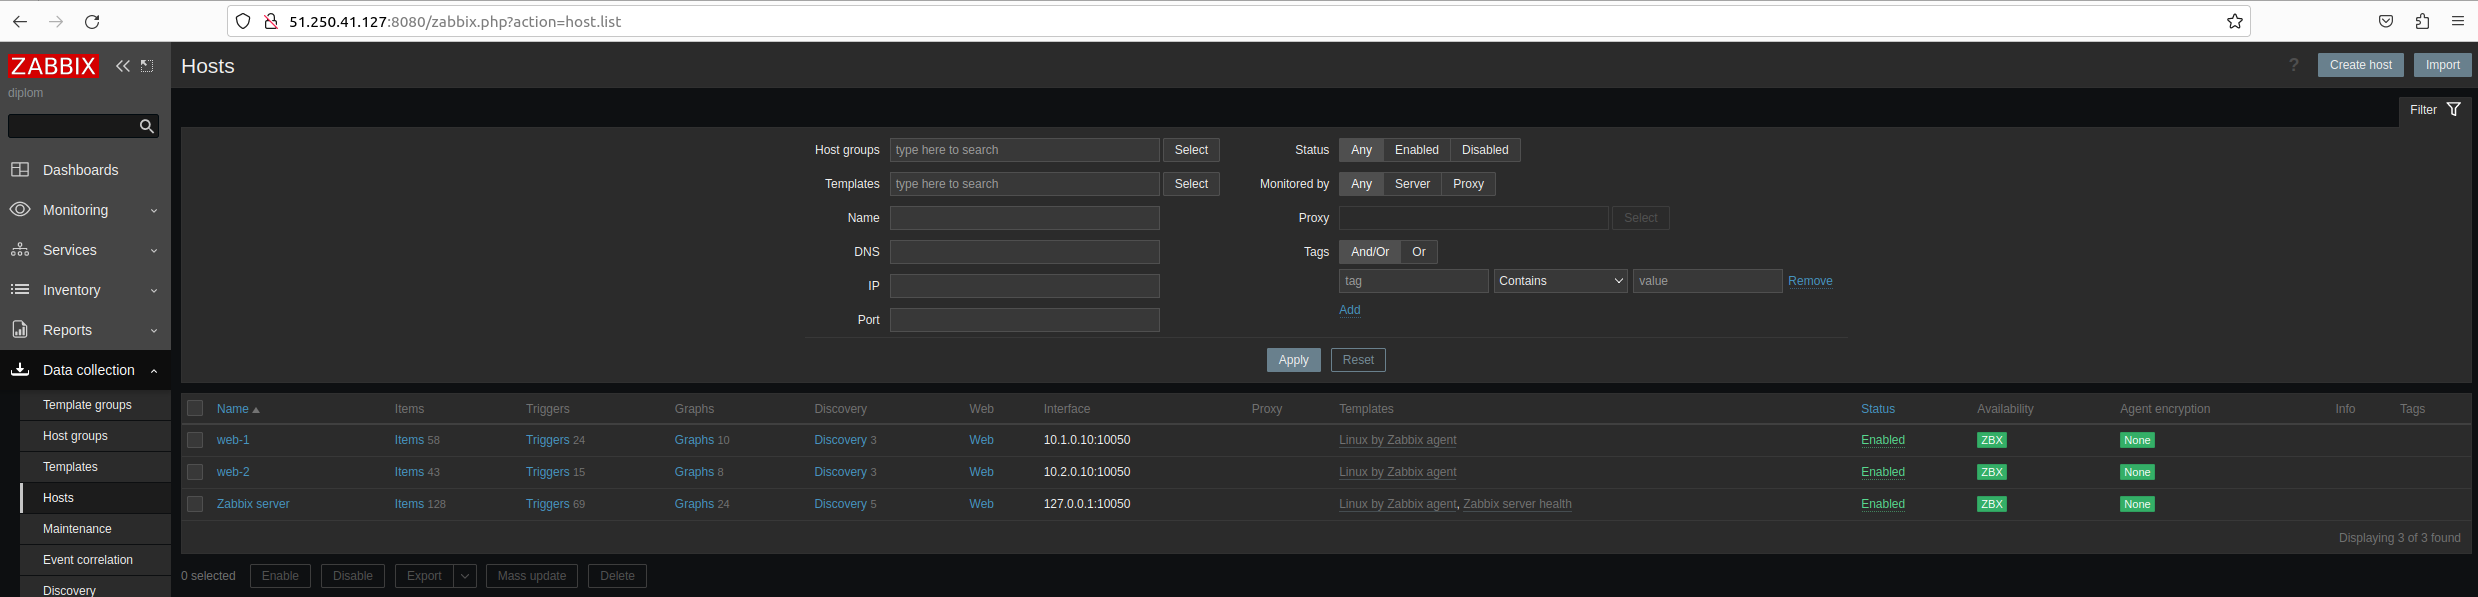 51.250.41.127:8080/zabbix.php?action=host.list
ZABBIX
diplom
Dashboards
Monitoring
Services
Inventory
Reports
Data collection
Template groups
Host groups
Templates
Hosts
Maintenance
Event correlation
Discovery
Hosts
? Create host Import
Filter
Host groups type here to search Select
Templates type here to search Select
Name
DNS
IP
Port
Status Any Enabled Disabled
Monitored by Any Server Proxy
Proxy Select
Tags And/Or Or
tag Contains value Remove
Add
Apply Reset
Name Items Triggers Graphs Discovery Web Interface Proxy Templates Status Availability Agent encryption Info Tags
web-1 Items 58 Triggers 24 Graphs 10 Discovery 3 Web 10.1.0.10:10050 Linux by Zabbix agent Enabled ZBX None
web-2 Items 43 Triggers 15 Graphs 8 Discovery 3 Web 10.2.0.10:10050 Linux by Zabbix agent Enabled ZBX None
Zabbix server Items 128 Triggers 69 Graphs 24 Discovery 5 Web 127.0.0.1:10050 Linux by Zabbix agent, Zabbix server health Enabled ZBX None
Displaying 3 of 3 found
0 selected Enable Disable Export Mass update Delete